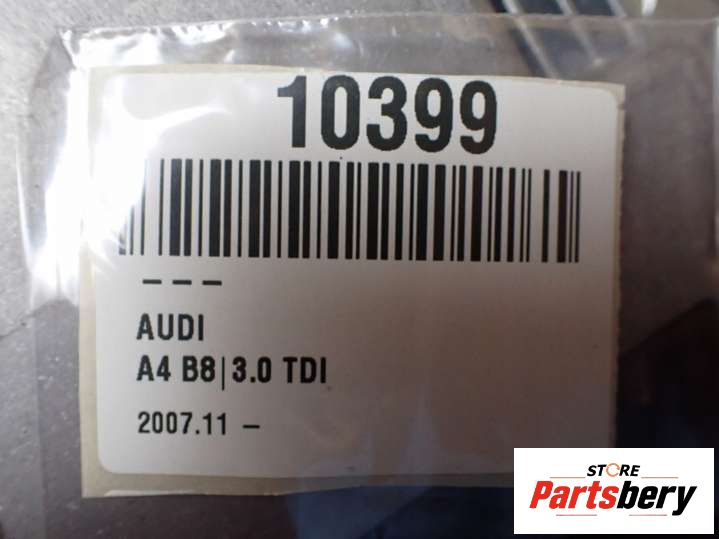 10399
---
AUDI
A4 B8|3.0 TDI
2007.11 –
STORE
Partsbery